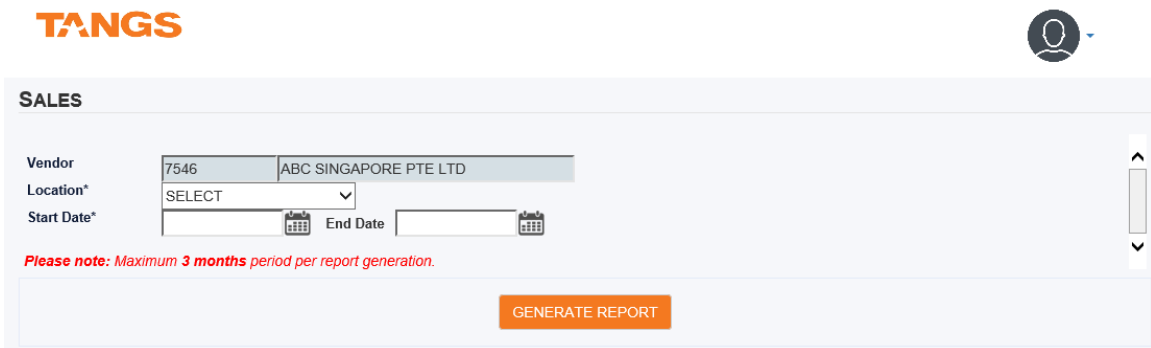 TANGS
SALES
Vendor 7546 ABC SINGAPORE PTE LTD
Location* SELECT
Start Date* End Date
Please note: Maximum 3 months period per report generation.
GENERATE REPORT